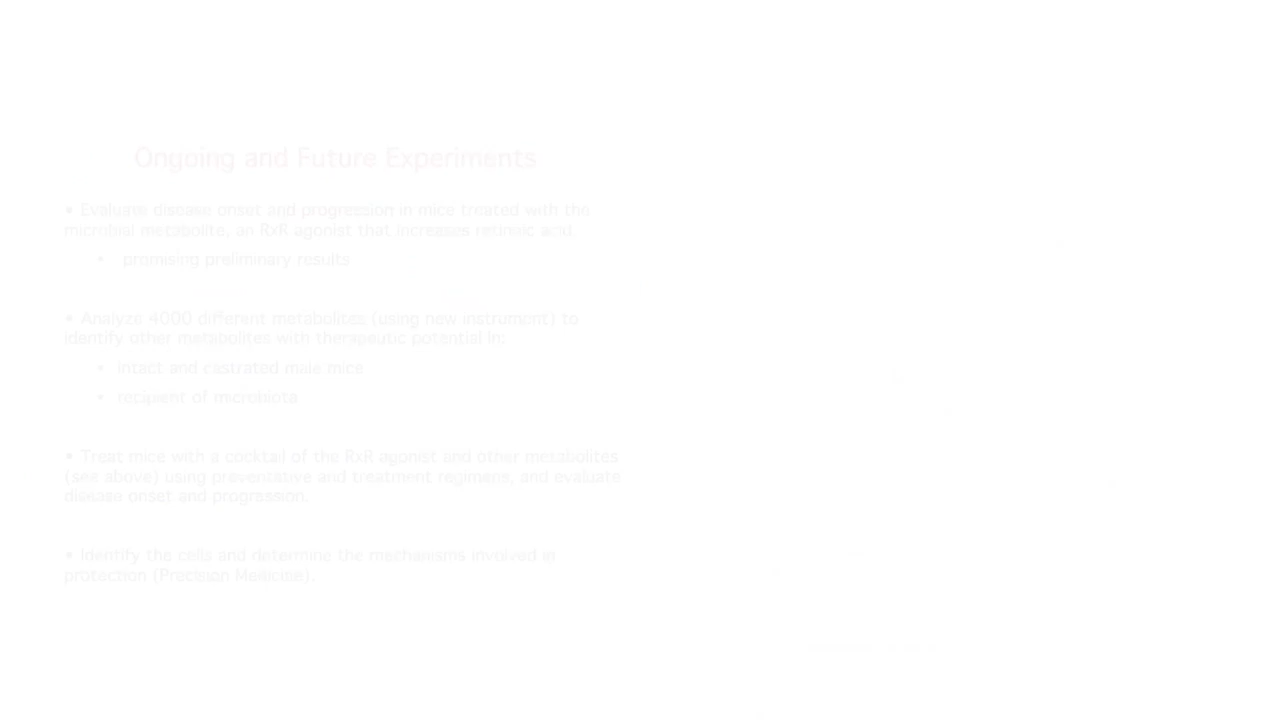 Ongoing and Future Experiments
• Evaluate disease onset and progression in mice treated with the
microbial metabolite, an RxR agonist that increases retinoic acid
• promising preliminary results
• Analyze 4000 different metabolites (using new instrument) to
identify other metabolites with therapeutic potential in:
• intact and castrated male mice
• recipient of microbiota
• Treat mice with a cocktail of the RxR agonist and other metabolites
(see above) using preventative and treatment regimens, and evaluate
disease onset and progression.
• Identify the cells and determine the mechanisms involved in
protection (Precision Medicine).